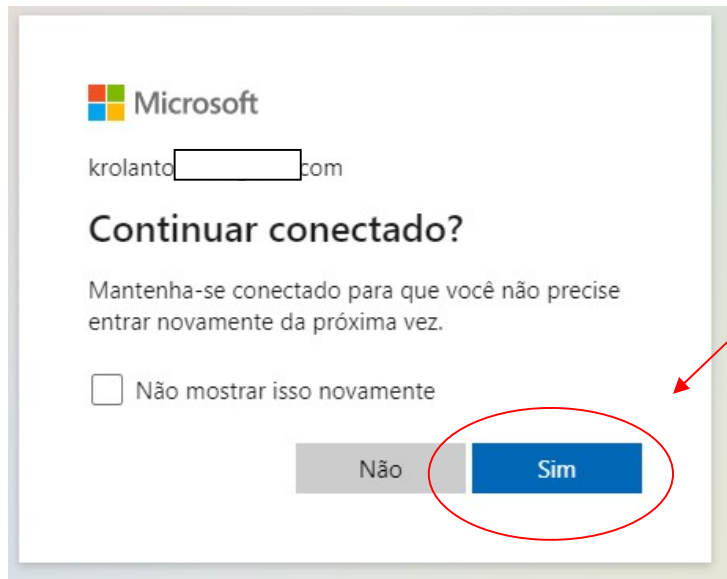 Microsoft
krolanto com
Continuar conectado?
Mantenha-se conectado para que você não precise
entrar novamente da próxima vez.
Não mostrar isso novamente
Não Sim